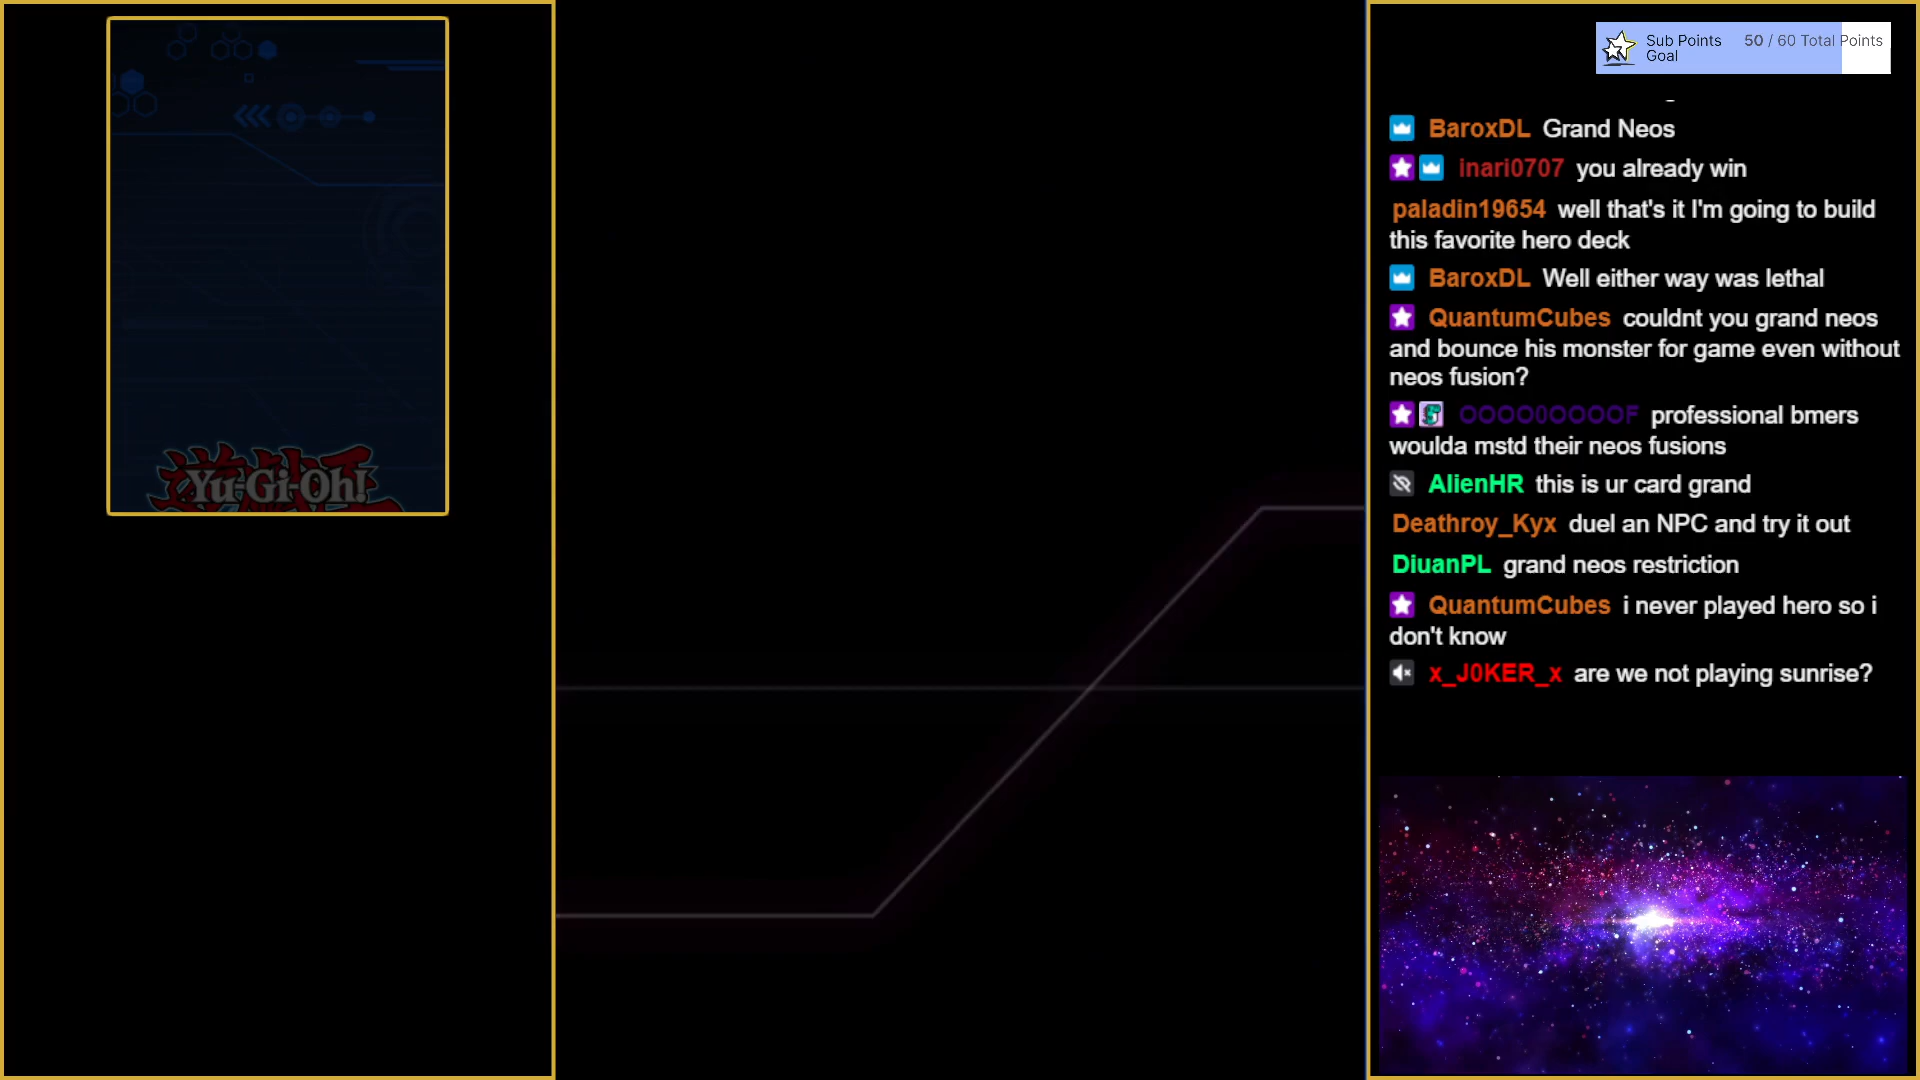 Yu-Gi-Oh!
Sub Points
Goal
50 / 60 Total Points
BaroxDL Grand Neos
inari0707 you already win
paladin19654 well that's it I'm going to build
this favorite hero deck
BaroxDL Well either way was lethal
QuantumCubes couldnt you grand neos
and bounce his monster for game even without
neos fusion?
OOOO0OOOOF professional bmers
woulda mstd their neos fusions
AlienHR this is ur card grand
Deathroy_Kyx duel an NPC and try it out
DiuanPL grand neos restriction
QuantumCubes i never played hero so i
don't know
x_J0KER_x are we not playing sunrise?